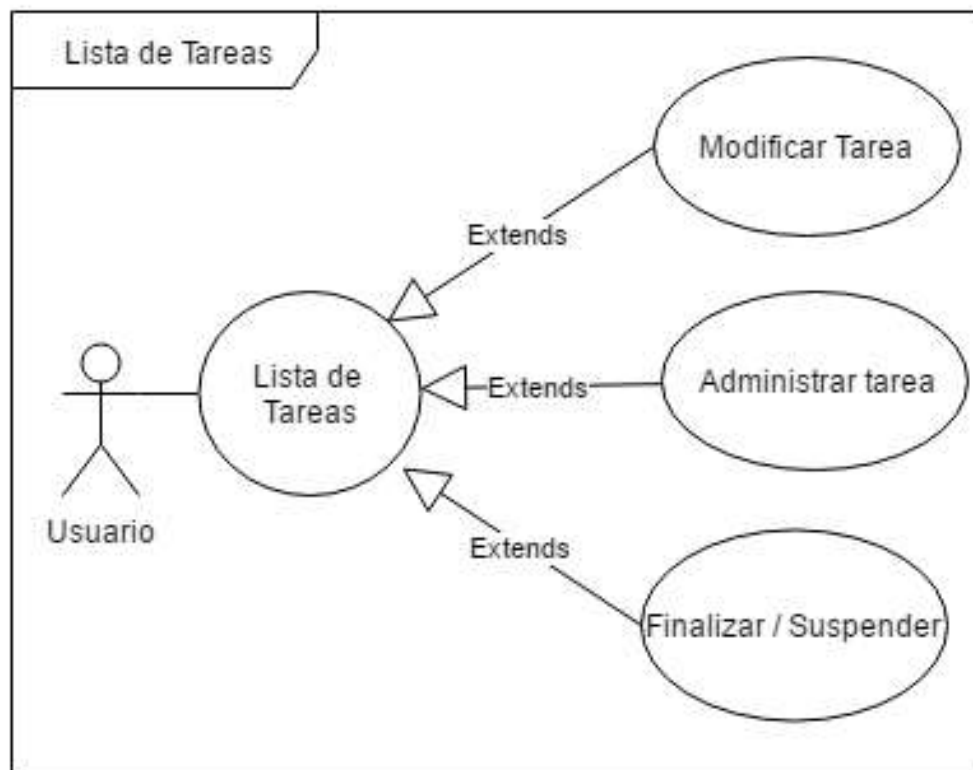 Lista de Tareas
Modificar Tarea
Extends
Lista de
Tareas
Extends
Administrar tarea
Usuario
Extends
Finalizar / Suspender